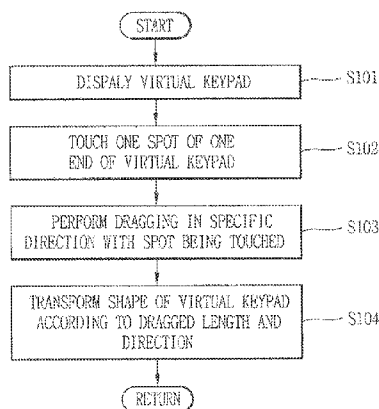 START
DISPALY VIRTUAL KEYPAD
S101
TOUCH ONE SPOT OF ONE
END OF VIRTUAL KEYPAD
S102
PERFORM DRAGGING IN SPECIFIC
DIRECTION WITH SPOT BEING TOUCHED
S103
TRANSFORM SHAPE OF VIRTUAL KEYPAD
ACCORDING TO DRAGGED LENGTH AND
DIRECTION
S104
RETURN